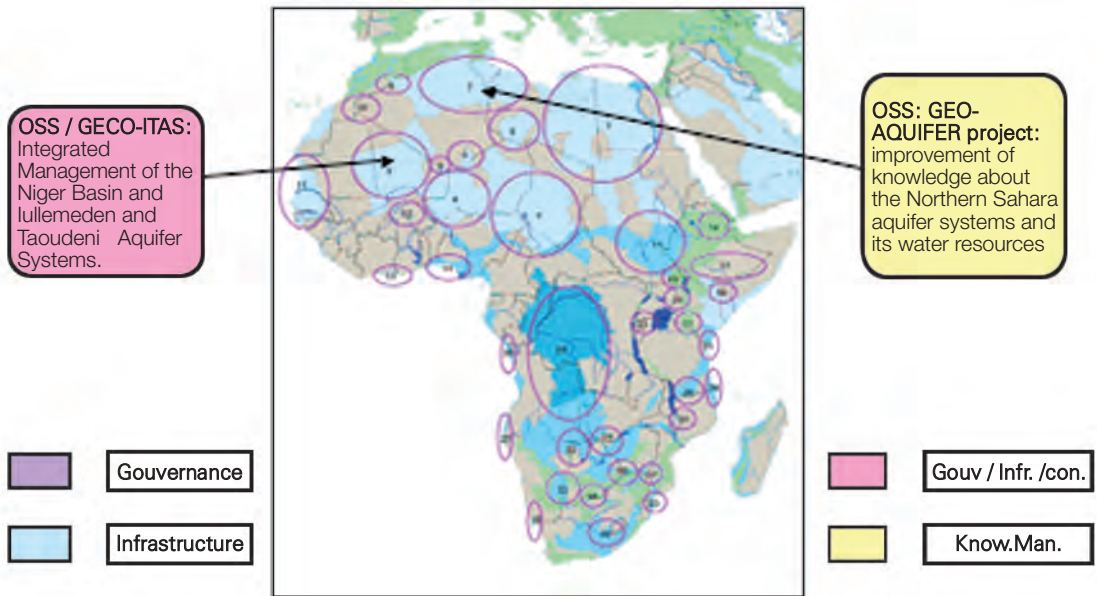 OSS / GECO-ITAS:
Integrated
Management of the
Niger Basin and
Iullemeden and
Taoudeni Aquifer
Systems.
OSS: GEO-
AQUIFER project:
improvement of
knowledge about
the Northern Sahara
aquifer systems and
its water resources
Gouvernance
Infrastructure
Gouv / Infr. /con.
Know.Man.